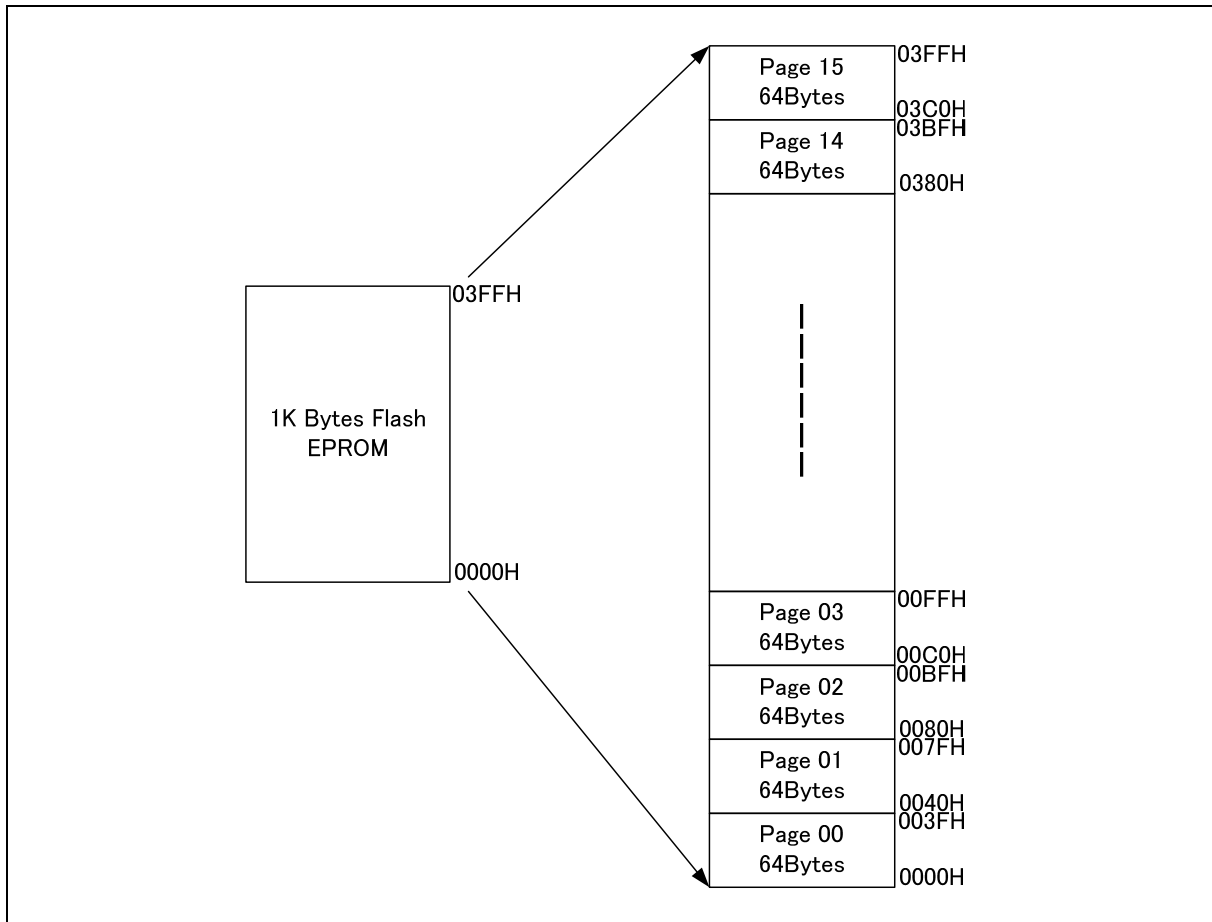 03FFH
1K Bytes Flash
EPROM
0000H
Page 15
64Bytes
03FFH
03C0H
Page 14
64Bytes
03BFH
0380H
Page 03
64Bytes
00FFH
00C0H
Page 02
64Bytes
00BFH
0080H
Page 01
64Bytes
007FH
0040H
Page 00
64Bytes
003FH
0000H